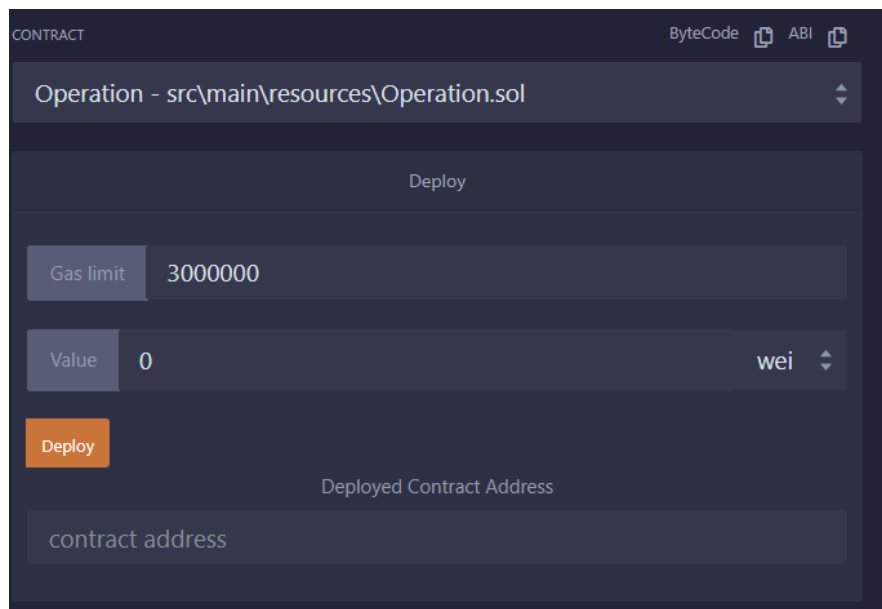 CONTRACT ByteCode ABI
Operation - src\main\resources\Operation.sol
Deploy
Gas limit 3000000
Value 0 wei
Deploy
Deployed Contract Address
contract address